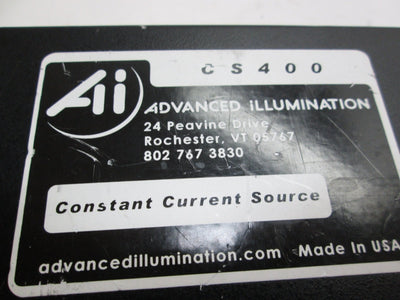 Ai
CS400
ADVANCED iLLUMINATION
24 Peavine Drive
Rochester, VT 05767
802 767 3830
Constant Current Source
advancedillumination.com Made In USA